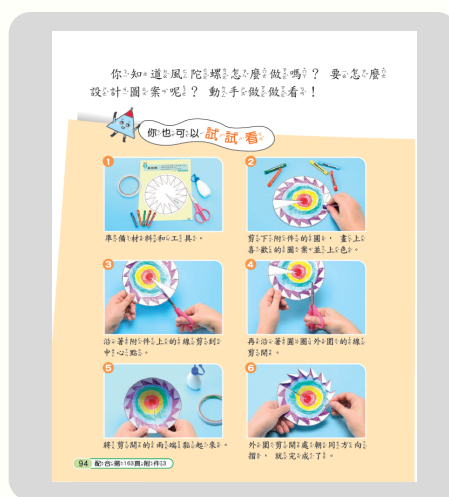 你知道風陀螺怎麼做嗎？要怎麼
設計圖案呢？動手做做看！
你也可以試試看
1
準備材料和工具。
2
剪下附件的圖，畫上
喜歡的圖案並上色。
3
沿著附件上的線剪到
中心點。
4
再沿著圓圈外圍的線
剪開。
5
將剪開的兩端黏起來。
6
外圍剪開處朝同方向
摺，就完成了。
94 配合第163頁附件3